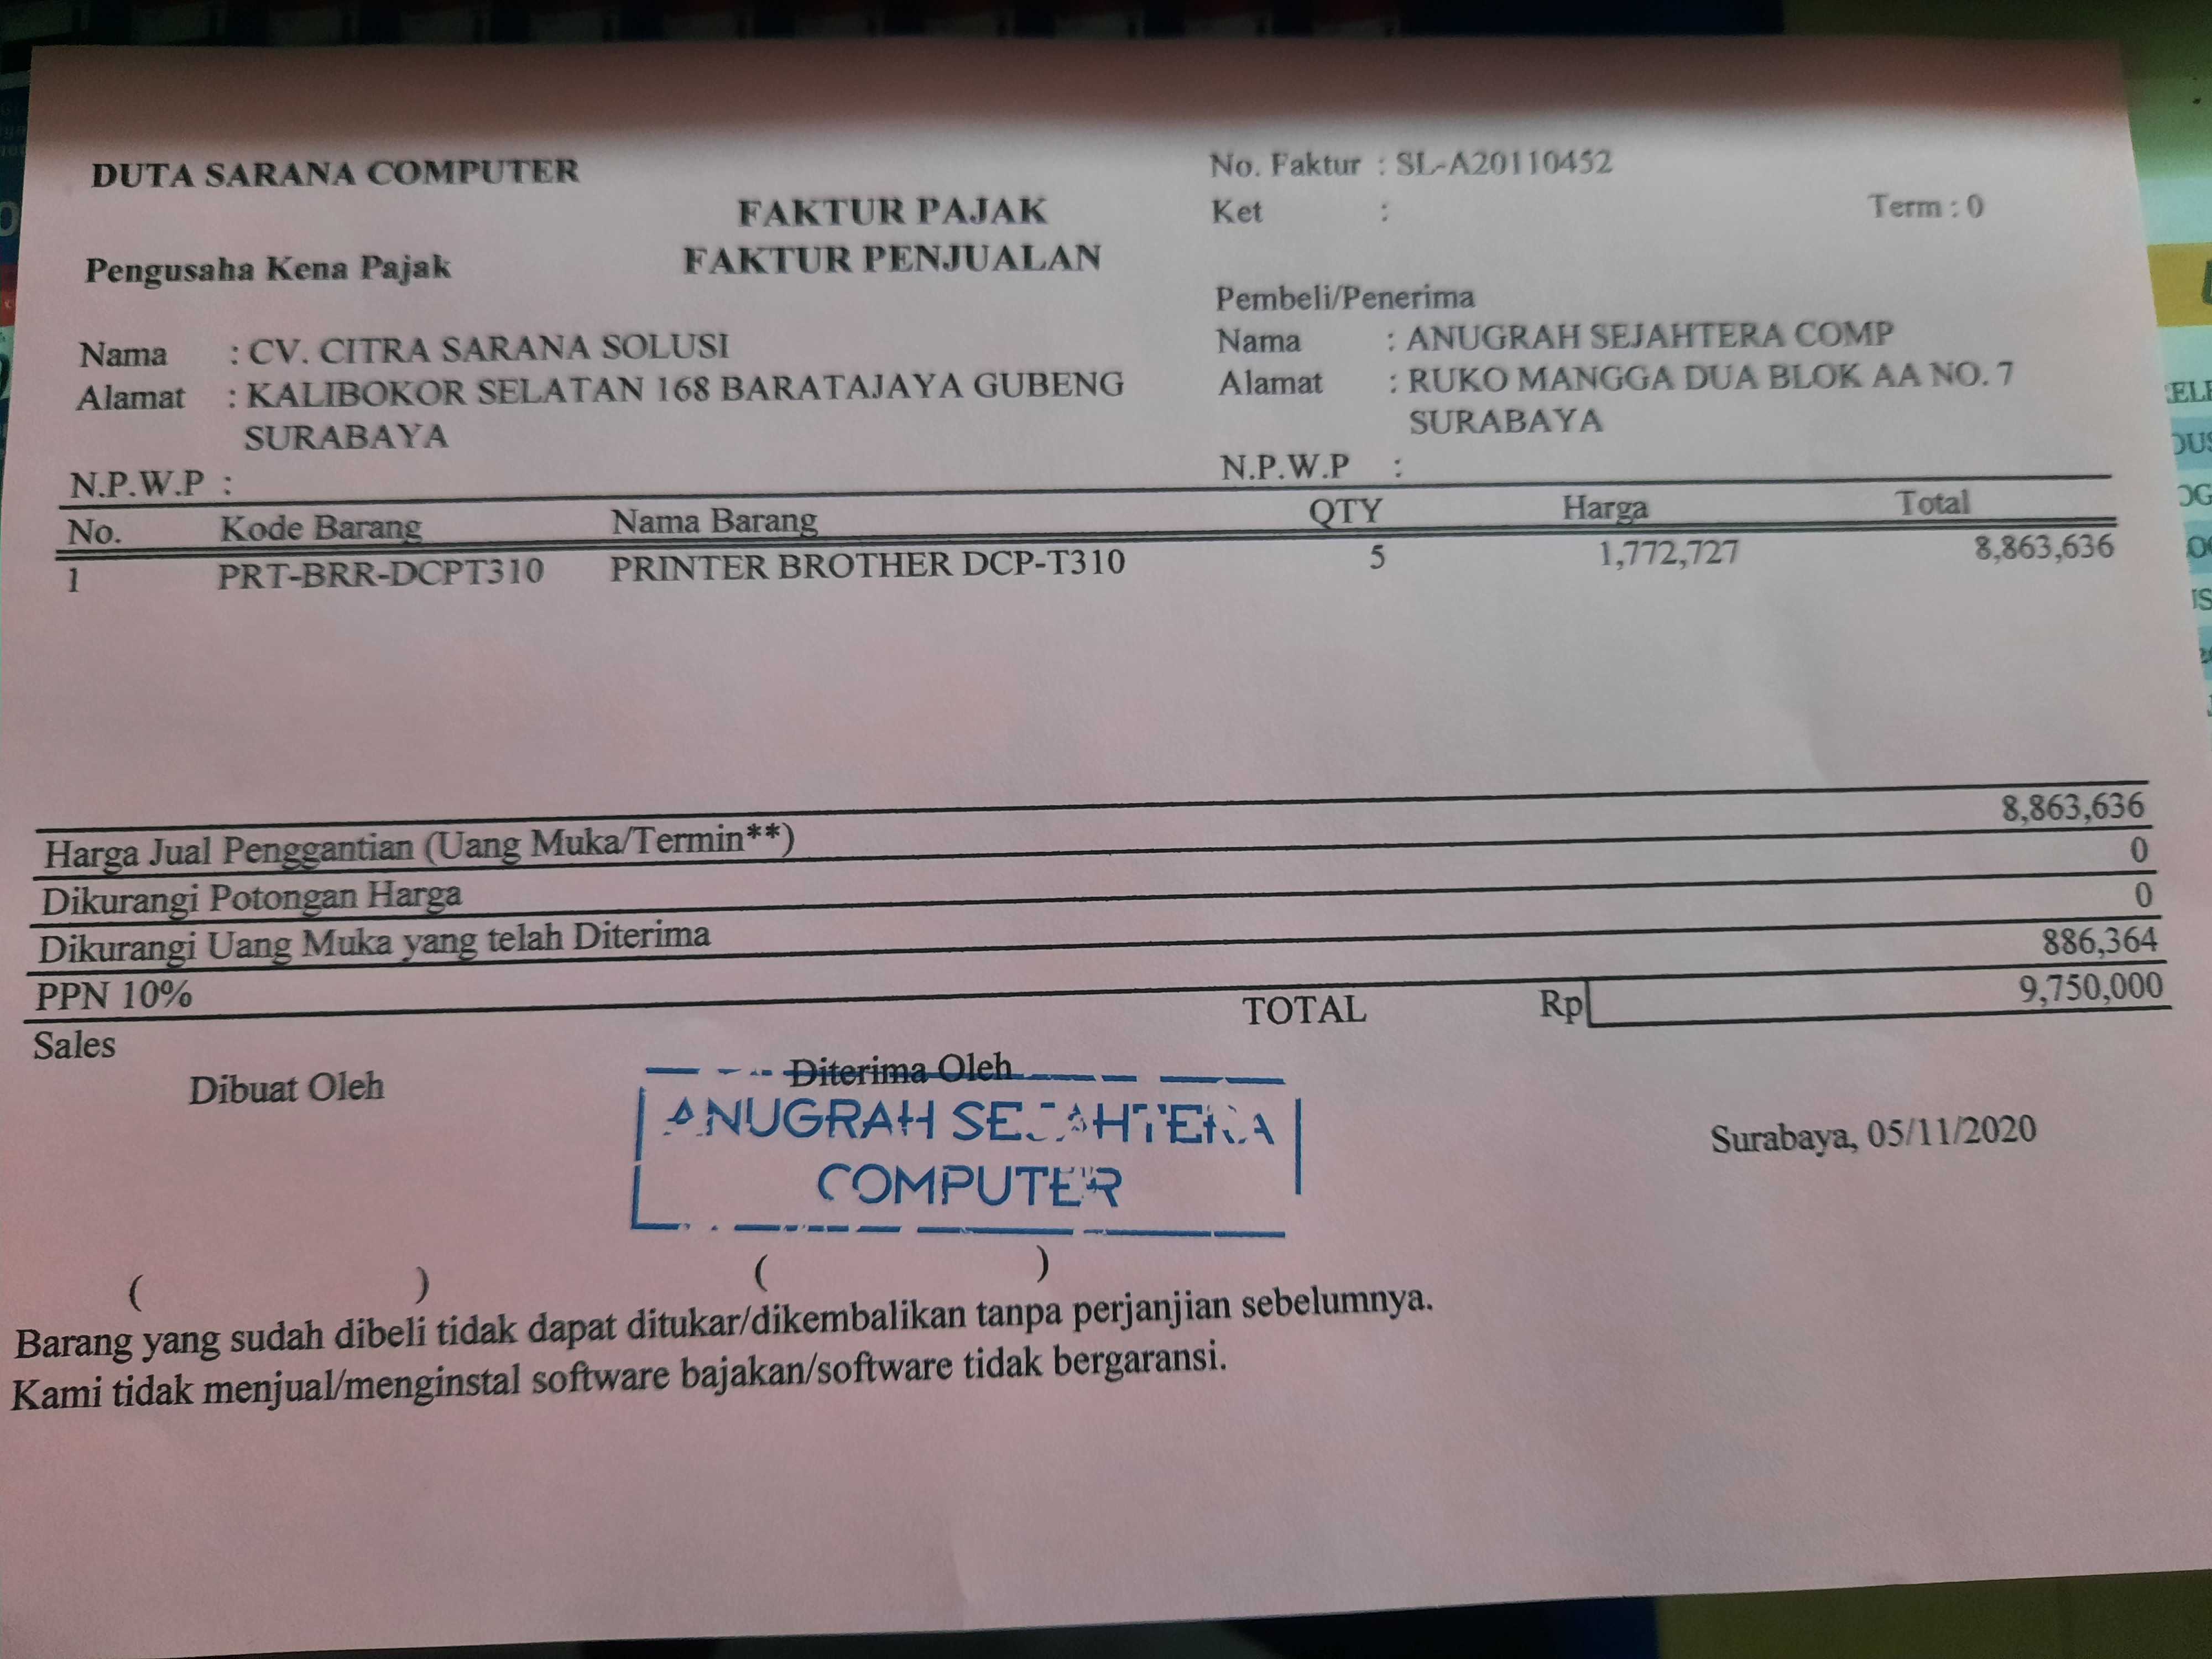 DUTA SARANA COMPUTER
No. Faktur : SL-A20110452
FAKTUR PAJAK
Ket :
Term : 0
Pengusaha Kena Pajak
FAKTUR PENJUALAN
Nama : CV. CITRA SARANA SOLUSI
Alamat : KALIBOKOR SELATAN 168 BARATAJAYA GUBENG
SURABAYA
N.P.W.P :
Pembeli/Penerima
Nama : ANUGRAH SEJAHTERA COMP
Alamat : RUKO MANGGA DUA BLOK AA NO. 7
SURABAYA
N.P.W.P :
No. Kode Barang Nama Barang QTY Harga Total
1 PRT-BRR-DCPT310 PRINTER BROTHER DCP-T310 5 1,772,727 8,863,636
Harga Jual Penggantian (Uang Muka/Termin**) 8,863,636
Dikurangi Potongan Harga 0
Dikurangi Uang Muka yang telah Diterima 0
PPN 10% 886,364
TOTAL Rp 9,750,000
Sales
Dibuat Oleh
Diterima Oleh
ANUGRAH SEJAHTERA
COMPUTER
Surabaya, 05/11/2020
( ) ( )
Barang yang sudah dibeli tidak dapat ditukar/dikembalikan tanpa perjanjian sebelumnya.
Kami tidak menjual/menginstal software bajakan/software tidak bergaransi.